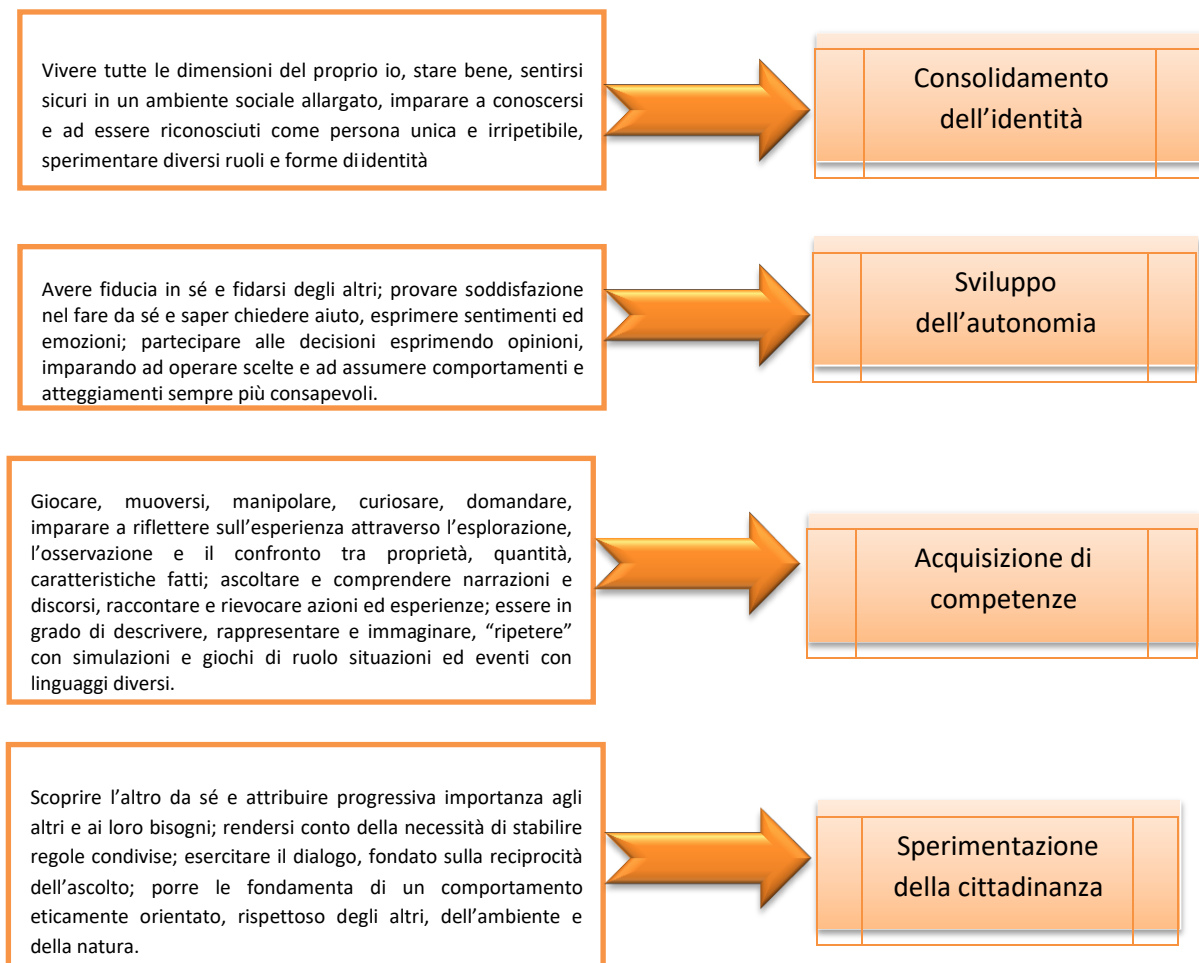 Vivere tutte le dimensioni del proprio io, stare bene, sentirsi
sicuri in un ambiente sociale allargato, imparare a conoscersi
e ad essere riconosciuti come persona unica e irripetibile,
sperimentare diversi ruoli e forme di identità
Consolidamento
dell’identità
Avere fiducia in sé e fidarsi degli altri; provare soddisfazione
nel fare da sé e saper chiedere aiuto, esprimere sentimenti ed
emozioni; partecipare alle decisioni esprimendo opinioni,
imparando ad operare scelte e ad assumere comportamenti e
atteggiamenti sempre più consapevoli.
Sviluppo
dell’autonomia
Giocare, muoversi, manipolare, curiosare, domandare,
imparare a riflettere sull’esperienza attraverso l’esplorazione,
l’osservazione e il confronto tra proprietà, quantità,
caratteristiche fatti; ascoltare e comprendere narrazioni e
discorsi, raccontare e rievocare azioni ed esperienze; essere in
grado di descrivere, rappresentare e immaginare, “ripetere”
con simulazioni e giochi di ruolo situazioni ed eventi con
linguaggi diversi.
Acquisizione di
competenze
Scoprire l’altro da sé e attribuire progressiva importanza agli
altri e ai loro bisogni; rendersi conto della necessità di stabilire
regole condivise; esercitare il dialogo, fondato sulla reciprocità
dell’ascolto; porre le fondamenta di un comportamento
eticamente orientato, rispettoso degli altri, dell’ambiente e
della natura.
Sperimentazione
della cittadinanza